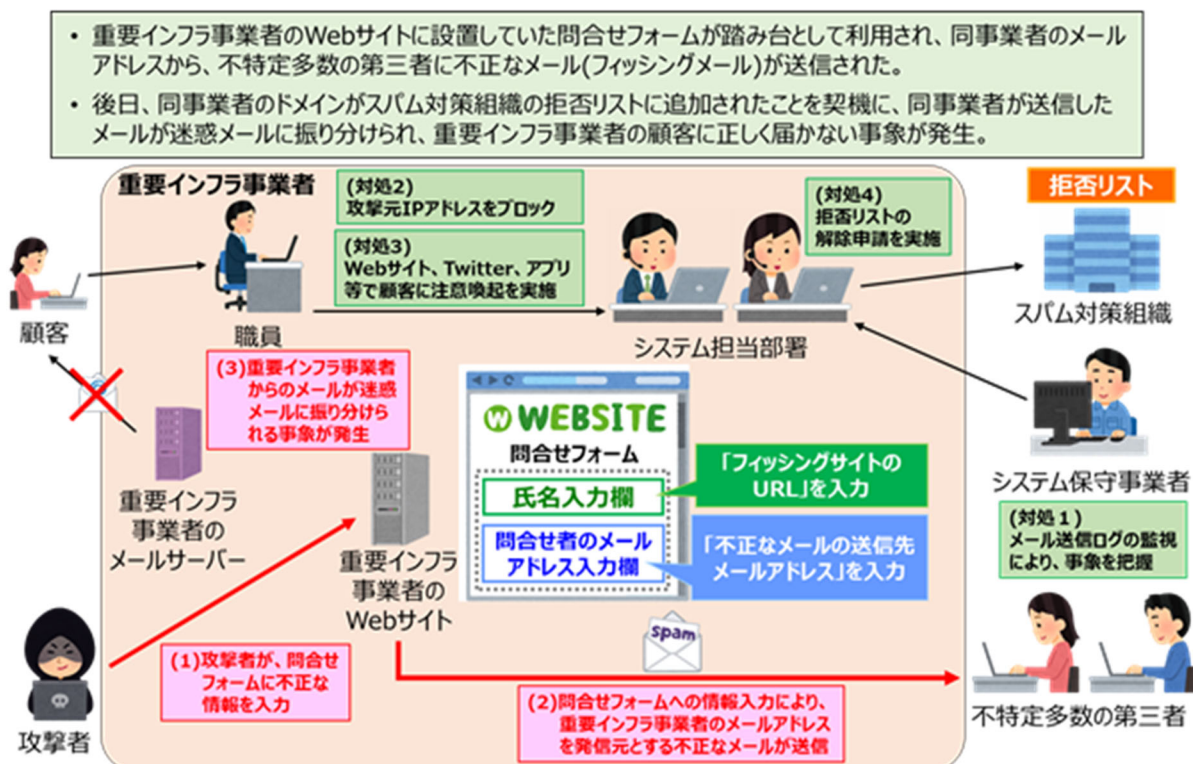 • 重要インフラ事業者のWebサイトに設置していた問合せフォームが踏み台として利用され、同事業者のメール
アドレスから、不特定多数の第三者に不正なメール(フィッシングメール)が送信された。
• 後日、同事業者のドメインがスパム対策組織の拒否リストに追加されたことを契機に、同事業者が送信した
メールが迷惑メールに振り分けられ、重要インフラ事業者の顧客に正しく届かない事象が発生。
重要インフラ事業者
(対処2)
攻撃元IPアドレスをブロック
(対処3)
Webサイト、Twitter、アプリ
等で顧客に注意喚起を実施
(対処4)
拒否リストの
解除申請を実施
拒否リスト
スパム対策組織
顧客
職員
システム担当部署
(3)重要インフラ事業者
からのメールが迷惑
メールに振り分けら
れる事象が発生
重要インフラ
事業者の
メールサーバー
重要インフラ
事業者の
Webサイト
W WEBSITE
問合せフォーム
氏名入力欄
問合せ者のメール
アドレス入力欄
「フィッシングサイトの
URL」を入力
「不正なメールの送信先
メールアドレス」を入力
システム保守事業者
(対処1)
メール送信ログの監視
により、事象を把握
spam
攻撃者
(1)攻撃者が、問合せ
フォームに不正な
情報を入力
(2)問合せフォームへの情報入力により、
重要インフラ事業者のメールアドレス
を発信元とする不正なメールが送信
不特定多数の第三者